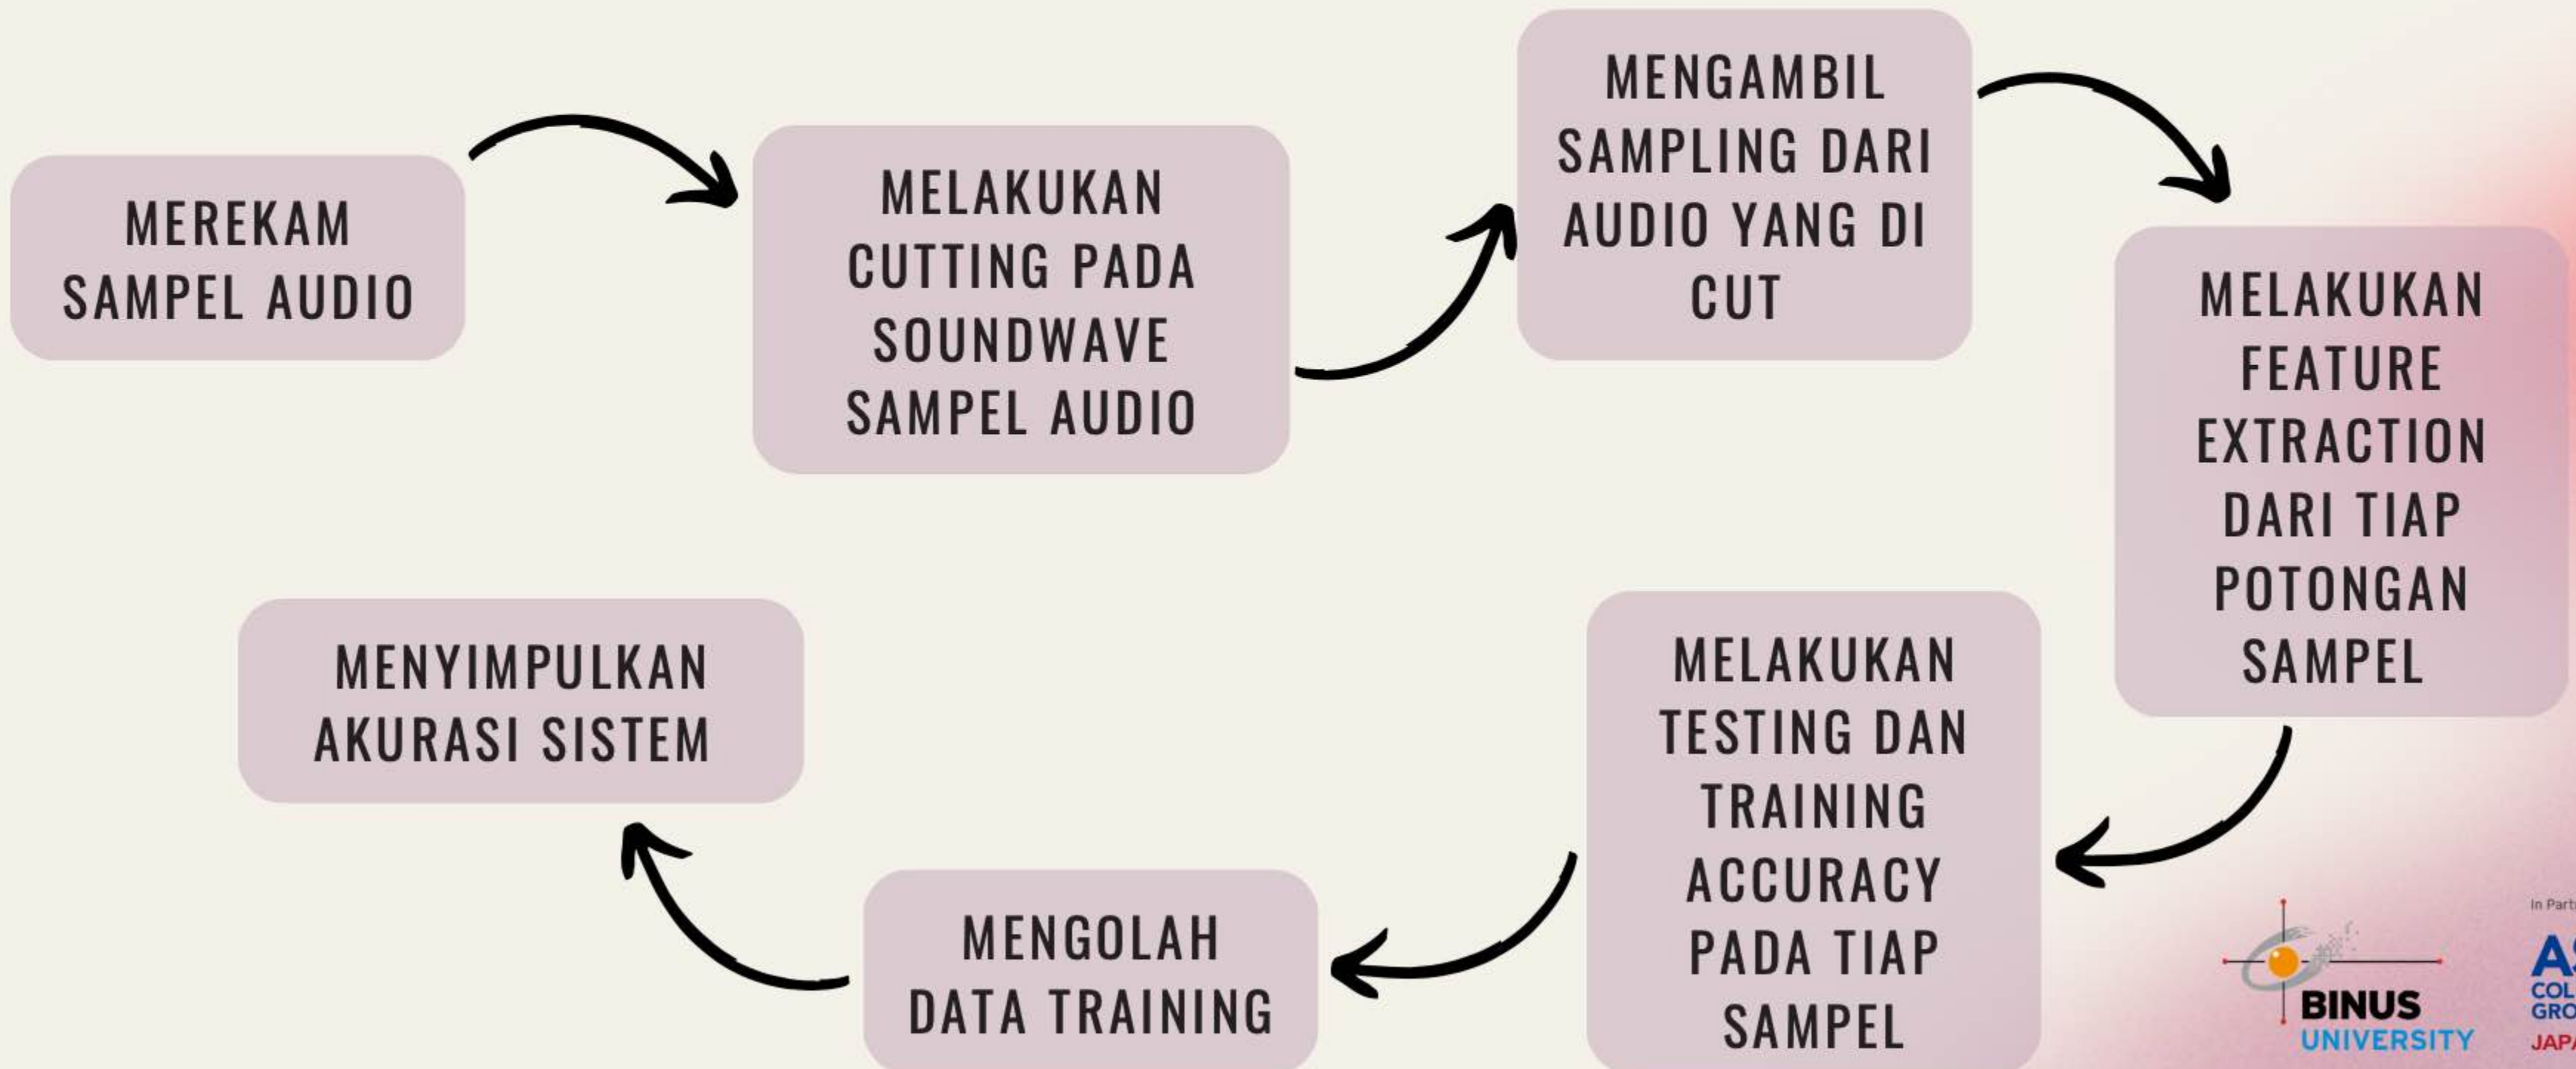 MEREKAM
SAMPEL AUDIO
MELAKUKAN
CUTTING PADA
SOUNDWAVE
SAMPEL AUDIO
MENGAMBIL
SAMPLING DARI
AUDIO YANG DI
CUT
MELAKUKAN
FEATURE
EXTRACTION
DARI TIAP
POTONGAN
SAMPEL
MELAKUKAN
TESTING DAN
TRAINING
ACCURACY
PADA TIAP
SAMPEL
MENGOLAH
DATA TRAINING
MENYIMPULKAN
AKURASI SISTEM
BINUS
UNIVERSITY
In